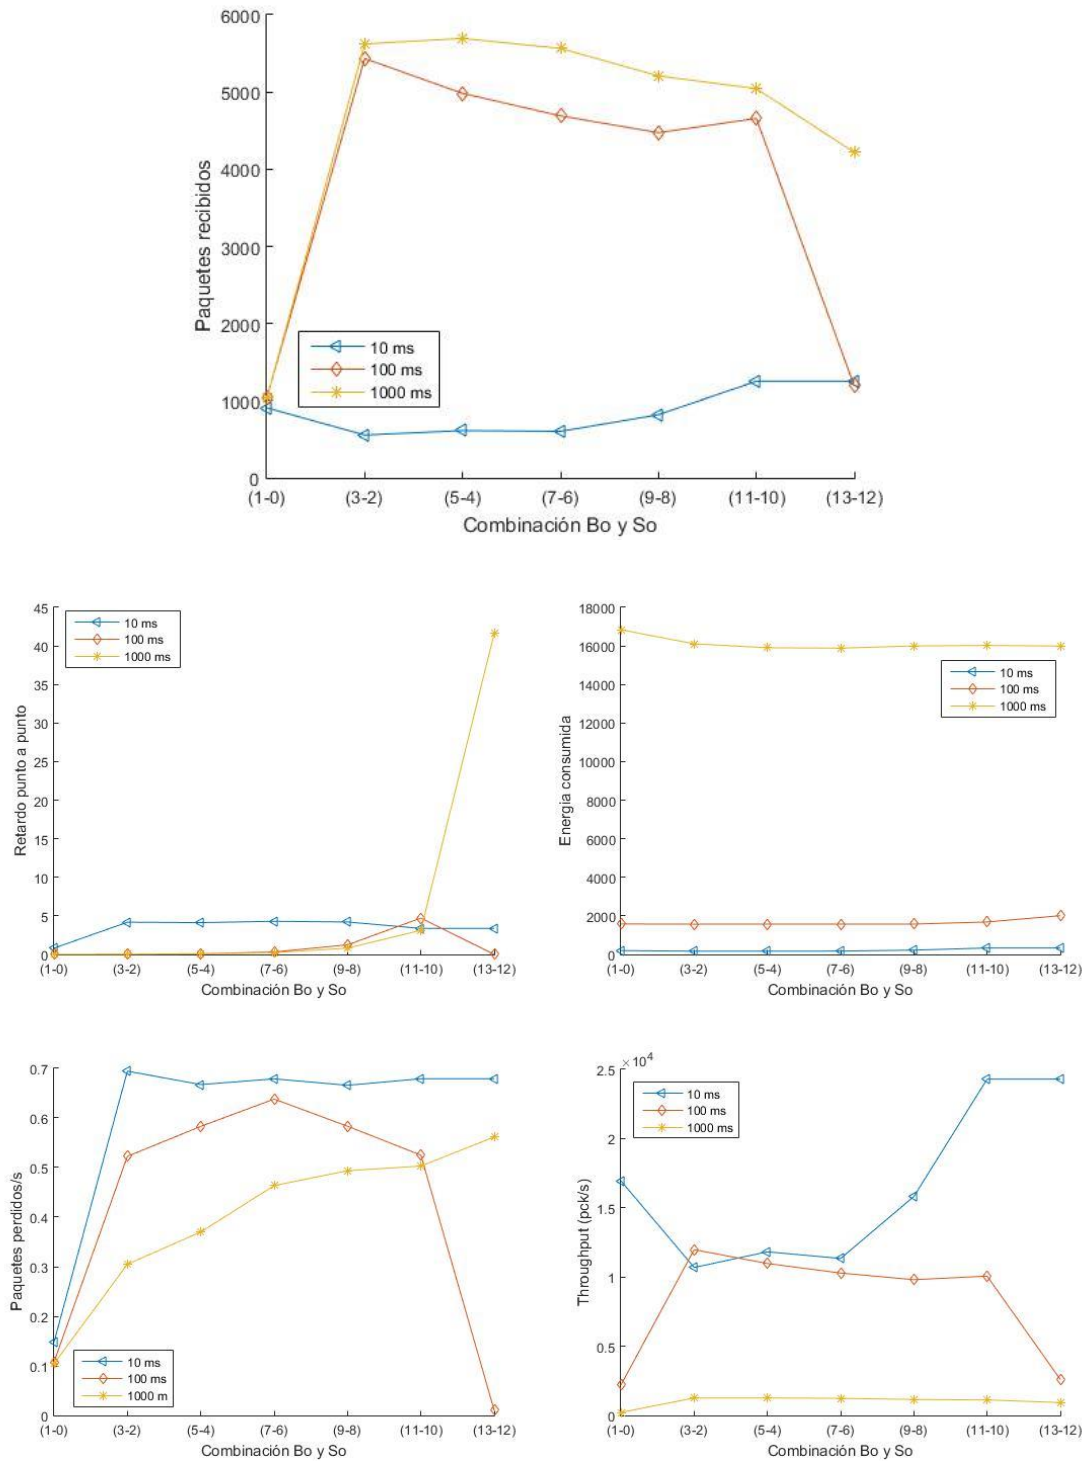 6000
5000
4000
3000
2000
1000
0
Paquetes recibidos
10 ms
100 ms
1000 ms
(1-0) (3-2) (5-4) (7-6) (9-8) (11-10) (13-12)
Combinación Bo y So
45
40
35
30
25
20
15
10
5
0
Retardo punto a punto
10 ms
100 ms
1000 ms
(1-0) (3-2) (5-4) (7-6) (9-8) (11-10) (13-12)
Combinación Bo y So
18000
16000
14000
12000
10000
8000
6000
4000
2000
0
Energia consumida
10 ms
100 ms
1000 ms
(1-0) (3-2) (5-4) (7-6) (9-8) (11-10) (13-12)
Combinación Bo y So
0.7
0.6
0.5
0.4
0.3
0.2
0.1
0
Paquetes perdidos/s
10 ms
100 ms
1000 m
(1-0) (3-2) (5-4) (7-6) (9-8) (11-10) (13-12)
Combinación Bo y So
×10^4
2.5
2
1.5
1
0.5
0
Throughput (pck/s)
10 ms
100 ms
1000 ms
(1-0) (3-2) (5-4) (7-6) (9-8) (11-10) (13-12)
Combinación Bo y So